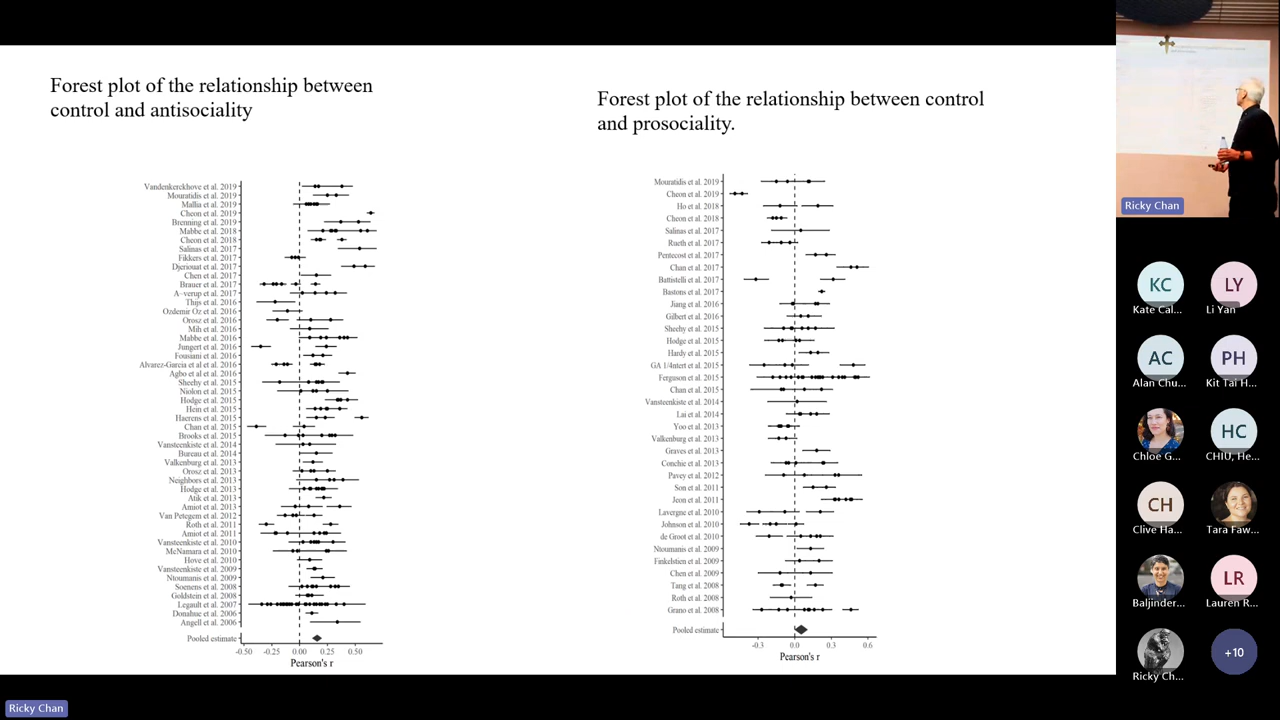 Forest plot of the relationship between
control and antisociality
Vandenkerckhove et al. 2019
Mouratidis et al. 2019
Mallia et al. 2019
Cheon et al. 2019
Brenning et al. 2019
Mabbe et al. 2018
Cheon et al. 2018
Salinas et al. 2017
Fikkers et al. 2017
Djeriouat et al. 2017
Chen et al. 2017
Brauer et al. 2017
A~verup et al. 2017
Thijs et al. 2016
Ozdemir Oz et al. 2016
Orosz et al. 2016
Mih et al. 2016
Mabbe et al. 2016
Jungert et al. 2016
Fousiani et al. 2016
Alvarez-Garcia et al et al. 2016
Agbo et al et al. 2016
Sheehy et al. 2015
Niolon et al. 2015
Hodge et al. 2015
Hein et al. 2015
Haerens et al. 2015
Chan et al. 2015
Brooks et al. 2015
Vansteenkiste et al. 2014
Bureau et al. 2014
Valkenburg et al. 2013
Orosz et al. 2013
Neighbors et al. 2013
Hodge et al. 2013
Atik et al. 2013
Amiot et al. 2013
Van Petegem et al. 2012
Roth et al. 2011
Amiot et al. 2011
Vansteenkiste et al. 2010
McNamara et al. 2010
Hove et al. 2010
Vansteenkiste et al. 2009
Ntoumanis et al. 2009
Soenens et al. 2008
Goldstein et al. 2008
Legault et al. 2007
Donahue et al. 2006
Angell et al. 2006
Pooled estimate
-0.50 -0.25 0.00 0.25 0.50
Pearson's r
Forest plot of the relationship between control
and prosociality.
Mouratidis et al. 2019
Cheon et al. 2019
Ho et al. 2018
Cheon et al. 2018
Salinas et al. 2017
Rueth et al. 2017
Pentecost et al. 2017
Chan et al. 2017
Battistelli et al. 2017
Bastons et al. 2017
Jiang et al. 2016
Gilbert et al. 2016
Sheehy et al. 2015
Hodge et al. 2015
Hardy et al. 2015
GA 1/4ntert et al. 2015
Ferguson et al. 2015
Chan et al. 2015
Vansteenkiste et al. 2014
Lai et al. 2014
Yoo et al. 2013
Valkenburg et al. 2013
Graves et al. 2013
Conchie et al. 2013
Pavey et al. 2012
Son et al. 2011
Jeon et al. 2011
Lavergne et al. 2010
Johnson et al. 2010
de Groot et al. 2010
Ntoumanis et al. 2009
Finkelstien et al. 2009
Chen et al. 2009
Tang et al. 2008
Roth et al. 2008
Grano et al. 2008
Pooled estimate
-0.3 0.0 0.3 0.6
Pearson's r
Ricky Chan
KC
Kate Cal...
LY
Li Yan
AC
Alan Chu...
PH
Kit Tai H...
Chloe G...
HC
CHIU, He...
CH
Clive Ha...
Tara Faw...
Baljinder...
LR
Lauren R...
Ricky Ch...
+10
Ricky Chan